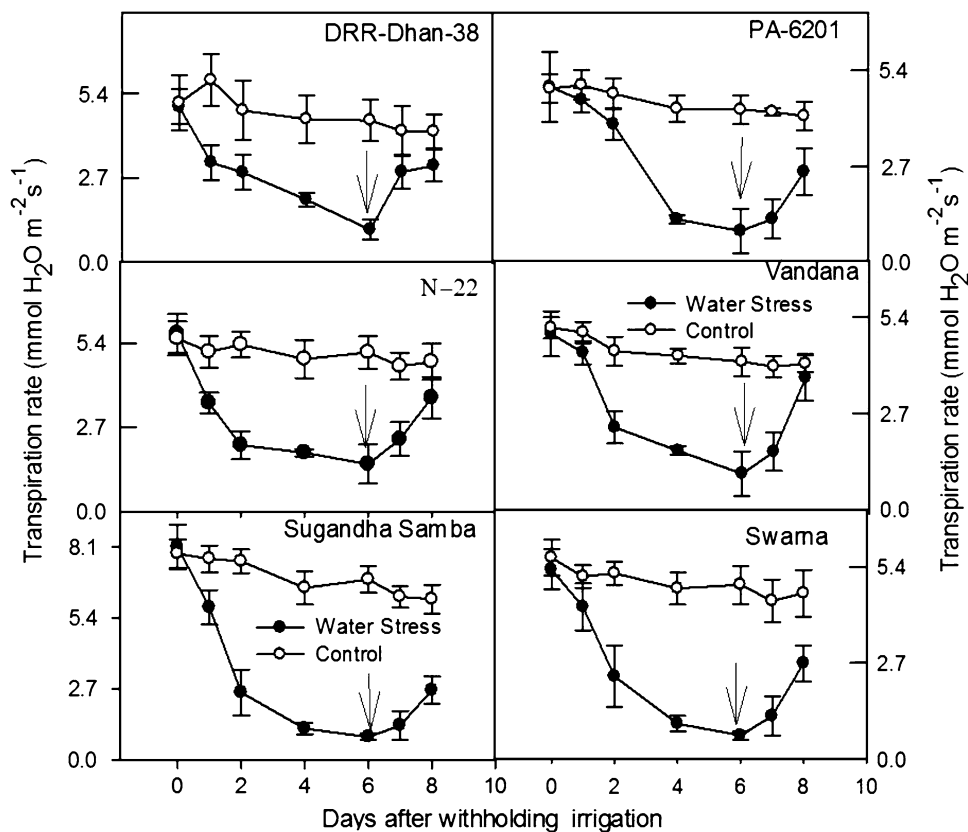 DRR-Dhan-38
PA-6201
5.4
2.7
0.0
5.4
2.7
0.0
N–22
Vandana
Water Stress
Control
5.4
2.7
0.0
5.4
2.7
0.0
Sugandha Samba
Swarna
Water Stress
Control
8.1
5.4
2.7
0.0
5.4
2.7
0.0
Transpiration rate (mmol H₂O m⁻²s⁻¹)
Transpiration rate (mmol H₂O m⁻²s⁻¹)
0 2 4 6 8 10 0 2 4 6 8 10
Days after withholding irrigation